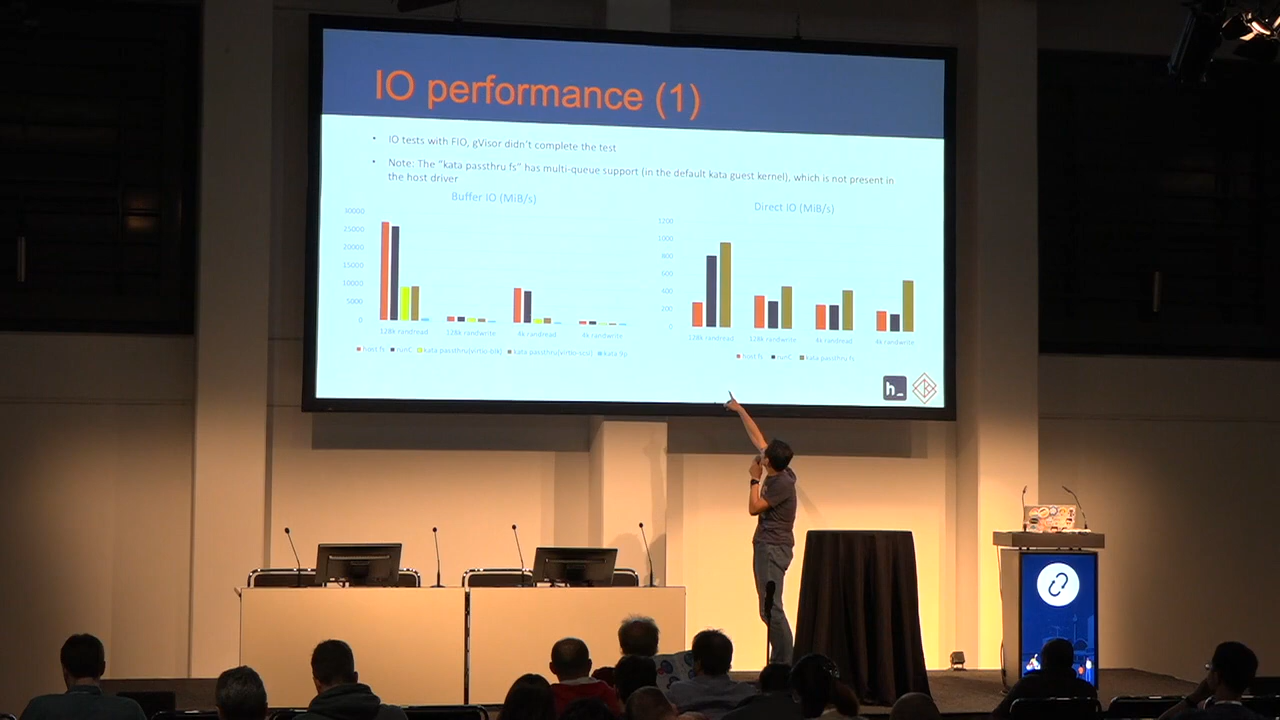 IO performance (1)
• IO tests with FIO, gVisor didn't complete the test
• Note: The "kata passthru fs" has multi-queue support (in the default kata guest kernel), which is not present in
the host driver
Buffer IO (MiB/s)
30000
25000
20000
15000
10000
5000
0
128k randread 128k randwrite 4k randread 4k randwrite
host fs runC kata passthru(virtio-blk) kata passthru(virtio-scsi) kata 9p
Direct IO (MiB/s)
1200
1000
800
600
400
200
0
128k randread 128k randwrite 4k randread 4k randwrite
host fs runC kata passthru fs
h_